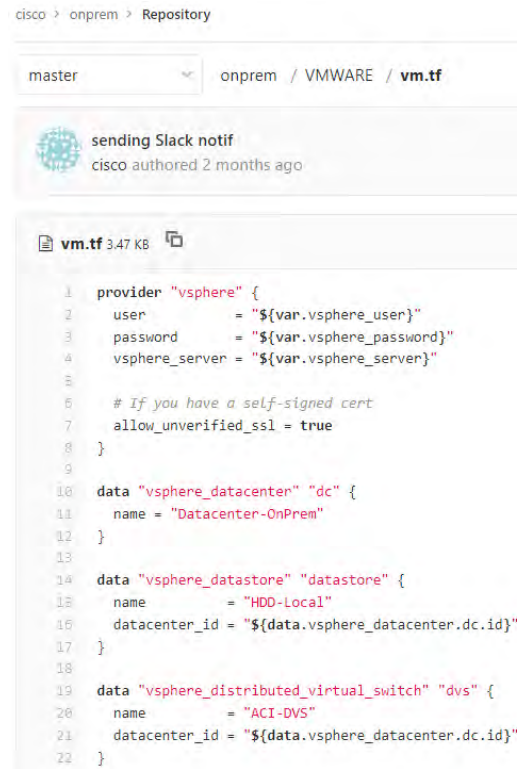 cisco > onprem > Repository
master onprem / VMWARE / vm.tf
sending Slack notif
cisco authored 2 months ago
vm.tf 3.47 KB
1 provider "vsphere" {
2   user           = "${var.vsphere_user}"
3   password       = "${var.vsphere_password}"
4   vsphere_server = "${var.vsphere_server}"
5
6   # If you have a self-signed cert
7   allow_unverified_ssl = true
8 }
9
10 data "vsphere_datacenter" "dc" {
11   name = "Datacenter-OnPrem"
12 }
13
14 data "vsphere_datastore" "datastore" {
15   name          = "HDD-Local"
16   datacenter_id = "${data.vsphere_datacenter.dc.id}"
17 }
18
19 data "vsphere_distributed_virtual_switch" "dvs" {
20   name          = "ACI-DVS"
21   datacenter_id = "${data.vsphere_datacenter.dc.id}"
22 }